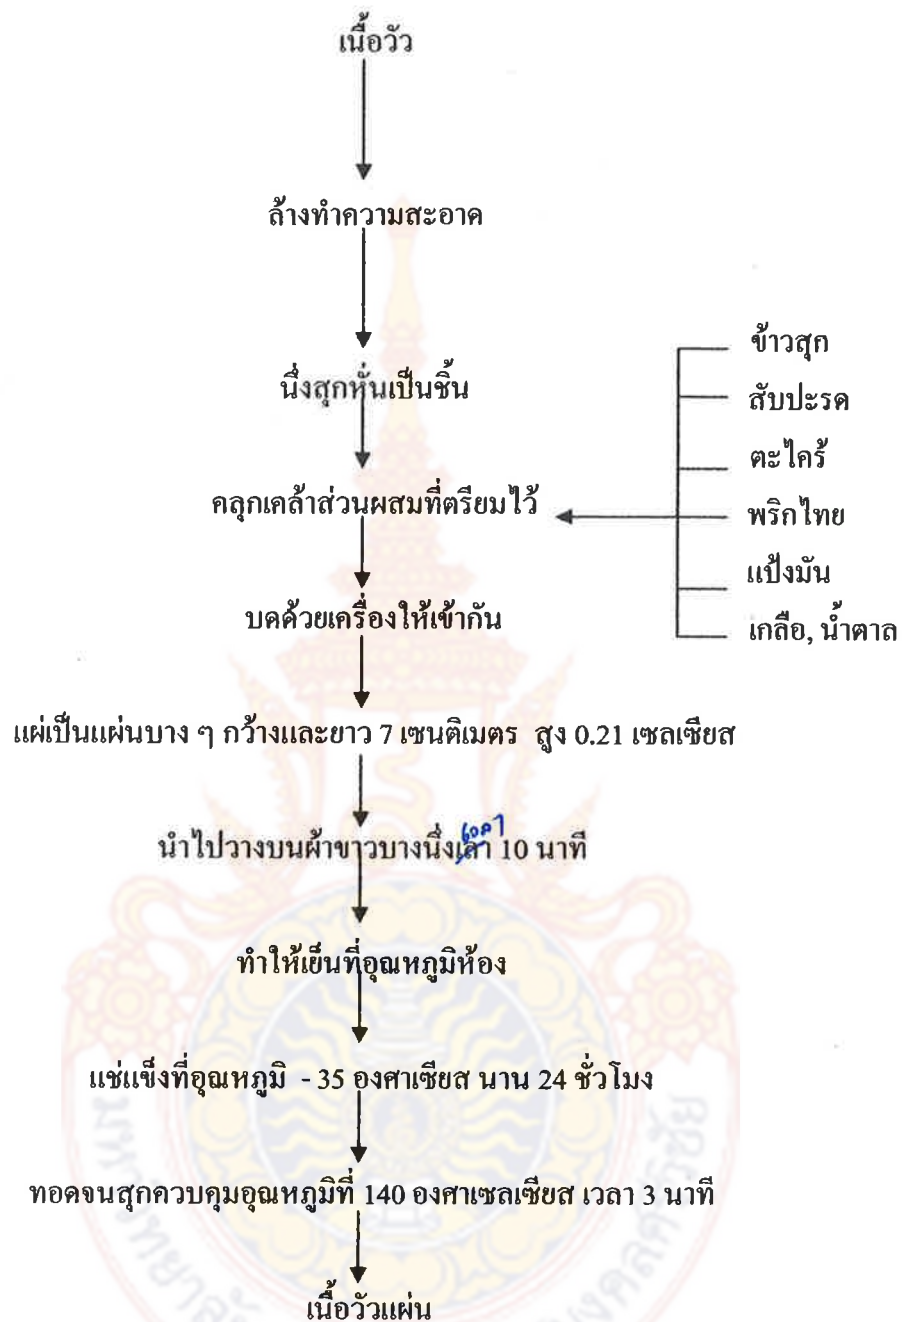 เนื้อวัว
ล้างทำความสะอาด
นึ่งสุกหั่นเป็นชิ้น
คลุกเคล้าส่วนผสมที่ตรียมไว้
ข้าวสุก
สับปะรด
ตะไคร้
พริกไทย
แป้งมัน
เกลือ, น้ำตาล
บดด้วยเครื่องให้เข้ากัน
แผ่เป็นแผ่นบาง ๆ กว้างและยาว 7 เซนติเมตร สูง 0.21 เซลเซียส
เวลา
นำไปวางบนผ้าขาวบางนึ่งเลา 10 นาที
ทำให้เย็นที่อุณหภูมิห้อง
แช่แข็งที่อุณหภูมิ - 35 องศาเซียส นาน 24 ชั่วโมง
ทอดจนสุกควบคุมอุณหภูมิที่ 140 องศาเซลเซียส เวลา 3 นาที
เนื้อวัวแผ่น